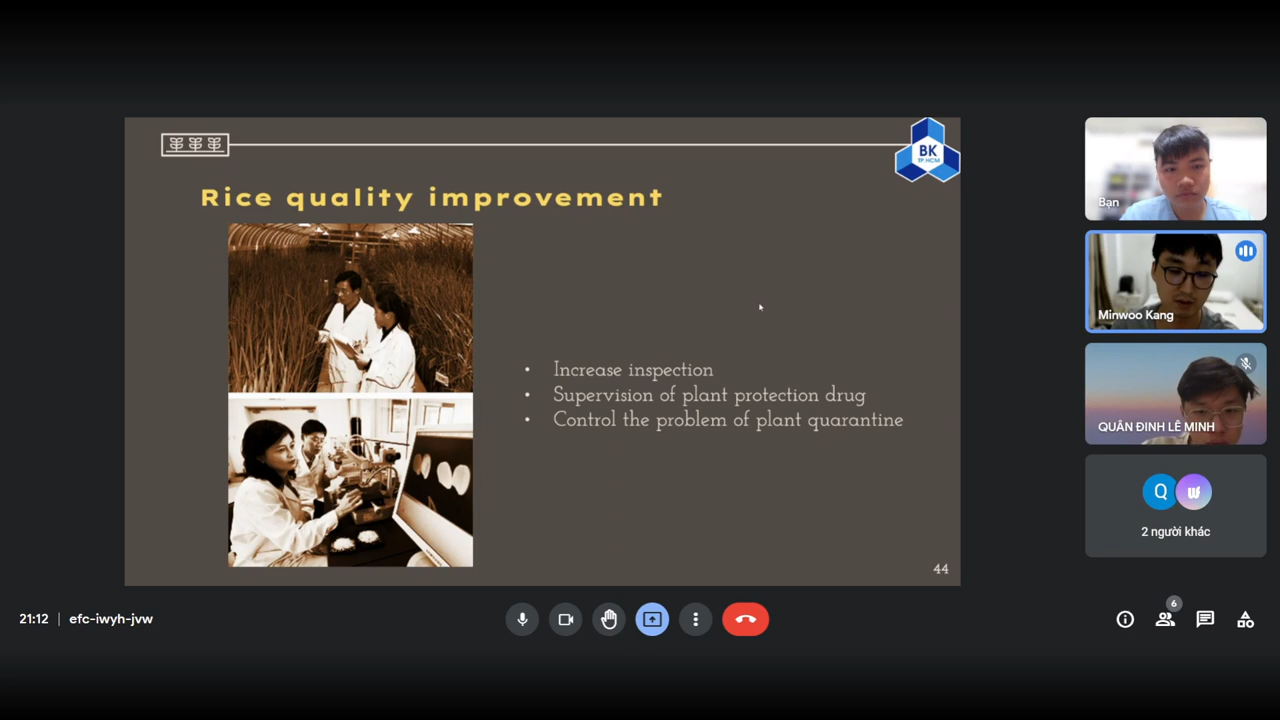 BK
TP.HCM
Rice quality improvement
• Increase inspection
• Supervision of plant protection drug
• Control the problem of plant quarantine
44
Bạn
Minwoo Kang
QUÂN ĐINH LÊ MINH
Q
2 người khác
21:12 | efc-iwyh-jvw
6